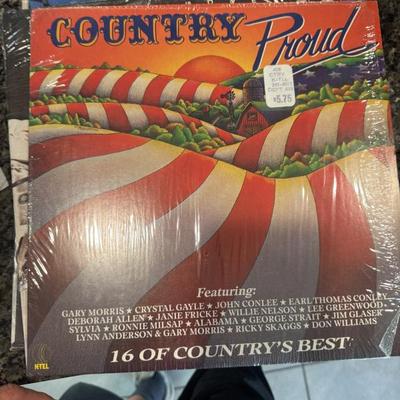 COUNTRY Proud
$5.75
Featuring:
GARY MORRIS ★ CRYSTAL GAYLE ★ JOHN CONLEE ★ EARL THOMAS CONLEY
DEBORAH ALLEN ★ JANIE FRICKE ★ WILLIE NELSON ★ LEE GREENWOOD
SYLVIA ★ RONNIE MILSAP ★ ALABAMA ★ GEORGE STRAIT ★ JIM GLASER
LYNN ANDERSON & GARY MORRIS ★ RICKY SKAGGS ★ DON WILLIAMS
16 OF COUNTRY'S BEST
K-TEL